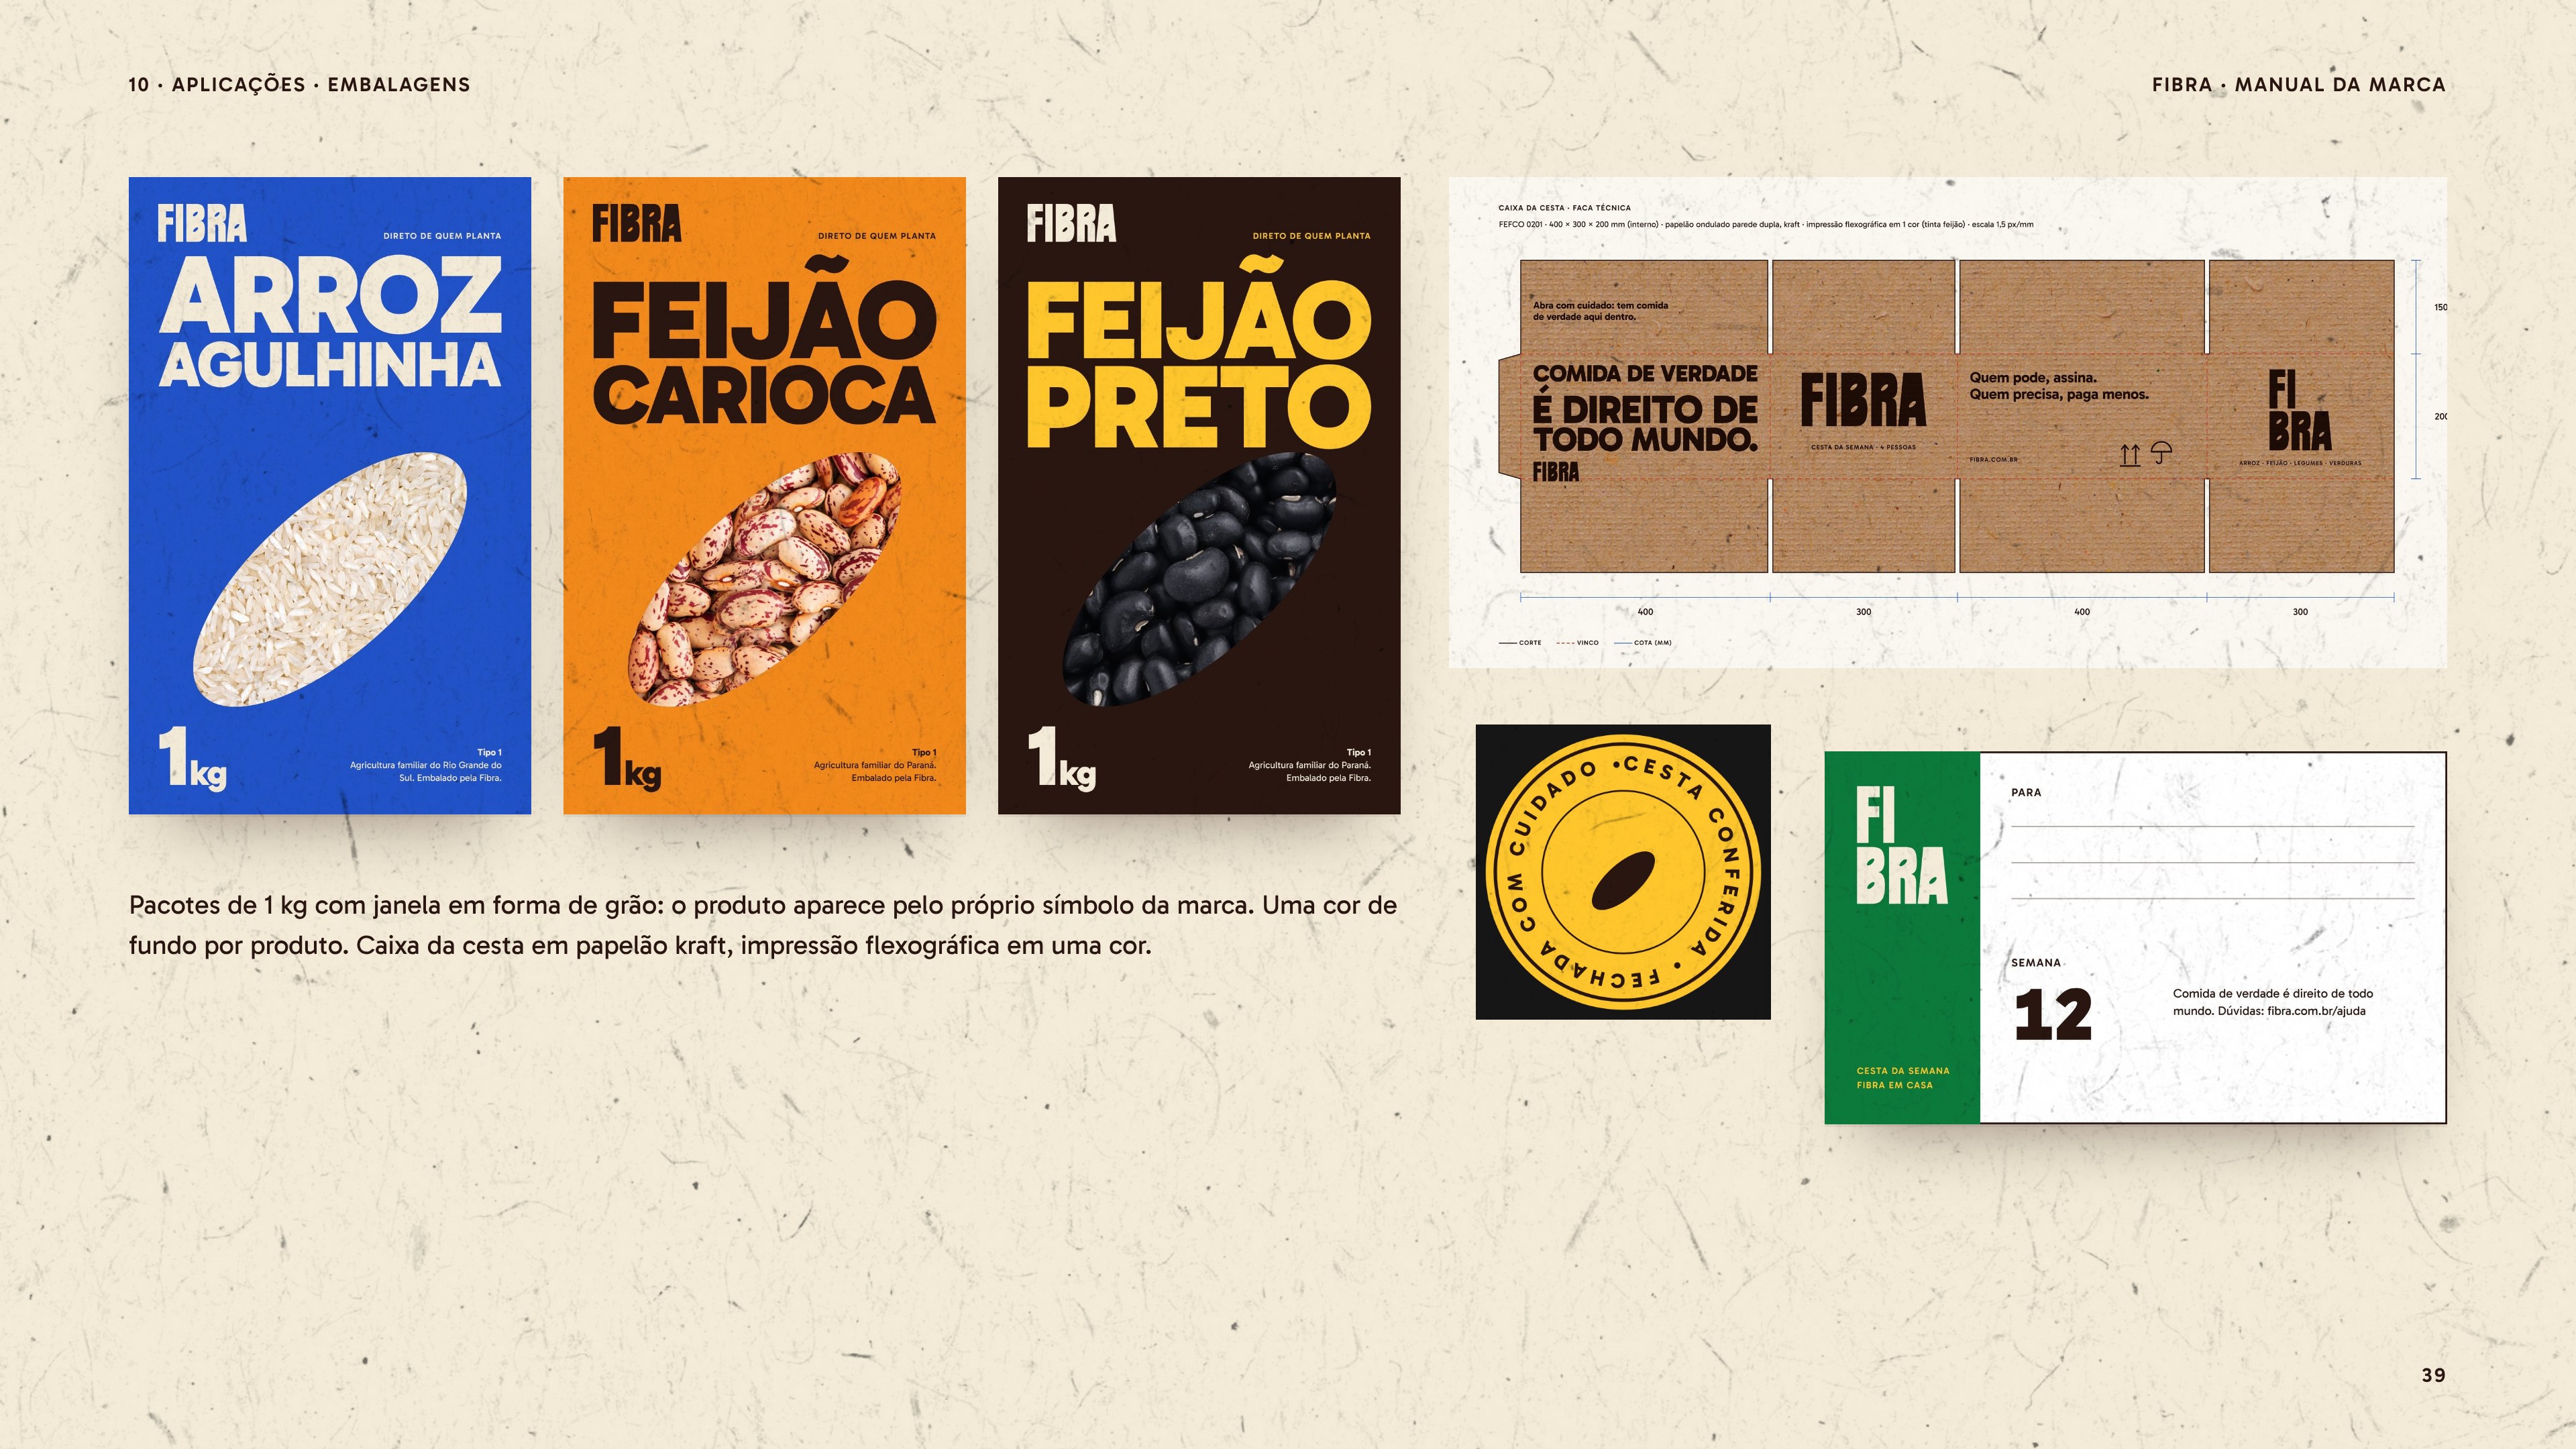 10 · APLICAÇÕES · EMBALAGENS
FIBRA · MANUAL DA MARCA
FIBRA
DIRETO DE QUEM PLANTA
ARROZ
AGULHINHA
1kg
Tipo 1
Agricultura familiar do Rio Grande do
Sul. Embalado pela Fibra.
FIBRA
DIRETO DE QUEM PLANTA
FEIJÃO
CARIOCA
1kg
Tipo 1
Agricultura familiar do Paraná.
Embalado pela Fibra.
FIBRA
DIRETO DE QUEM PLANTA
FEIJÃO
PRETO
1kg
Tipo 1
Agricultura familiar do Paraná.
Embalado pela Fibra.
Pacotes de 1 kg com janela em forma de grão: o produto aparece pelo próprio símbolo da marca. Uma cor de
fundo por produto. Caixa da cesta em papelão kraft, impressão flexográfica em uma cor.
CAIXA DA CESTA · FACA TÉCNICA
FEFCO 0201 · 400 × 300 × 200 mm (interno) · papelão ondulado parede dupla, kraft · impressão flexográfica em 1 cor (tinta feijão) · escala 1,5 px/mm
Abra com cuidado: tem comida
de verdade aqui dentro.
COMIDA DE VERDADE
É DIREITO DE
TODO MUNDO.
FIBRA
FIBRA
CESTA DA SEMANA · 4 PESSOAS
Quem pode, assina.
Quem precisa, paga menos.
FIBRA.COM.BR
FI
BRA
ARROZ · FEIJÃO · LEGUMES · VERDURAS
150
200
400
300
400
300
CORTE
VINCO
COTA (MM)
CESTA CONFERIDA • FECHADA COM CUIDADO •
FI
BRA
CESTA DA SEMANA
FIBRA EM CASA
PARA
SEMANA
12
Comida de verdade é direito de todo
mundo. Dúvidas: fibra.com.br/ajuda
39